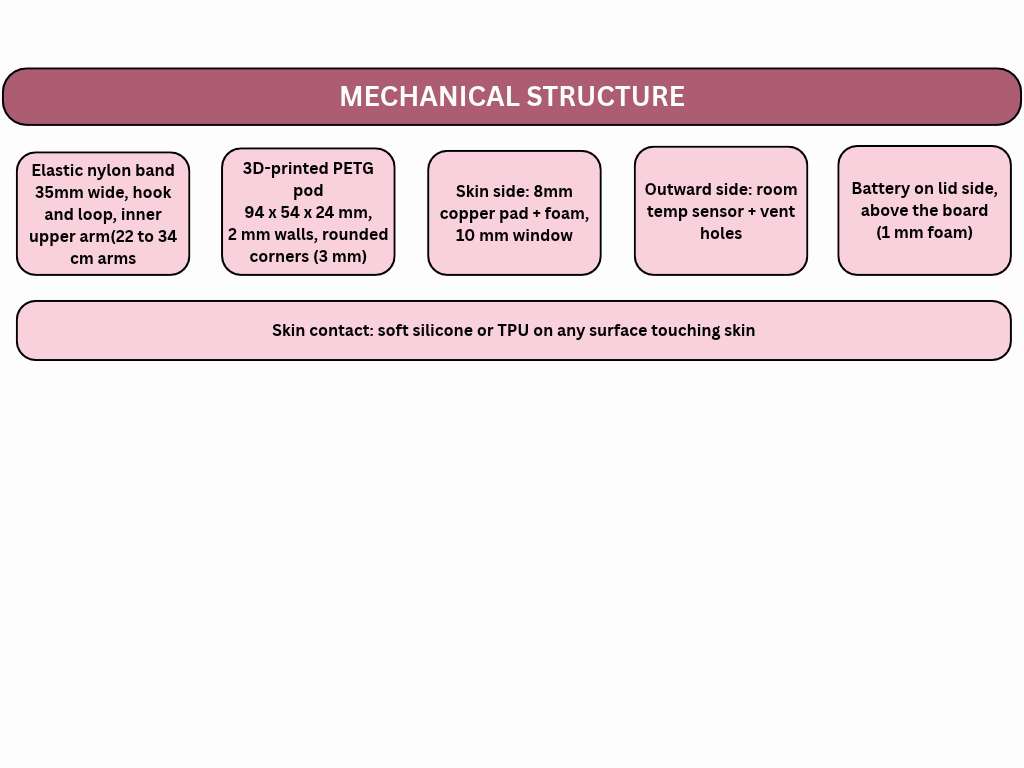 MECHANICAL STRUCTURE
Elastic nylon band
35mm wide, hook
and loop, inner
upper arm(22 to 34
cm arms
3D-printed PETG
pod
94 x 54 x 24 mm,
2 mm walls, rounded
corners (3 mm)
Skin side: 8mm
copper pad + foam,
10 mm window
Outward side: room
temp sensor + vent
holes
Battery on lid side,
above the board
(1 mm foam)
Skin contact: soft silicone or TPU on any surface touching skin